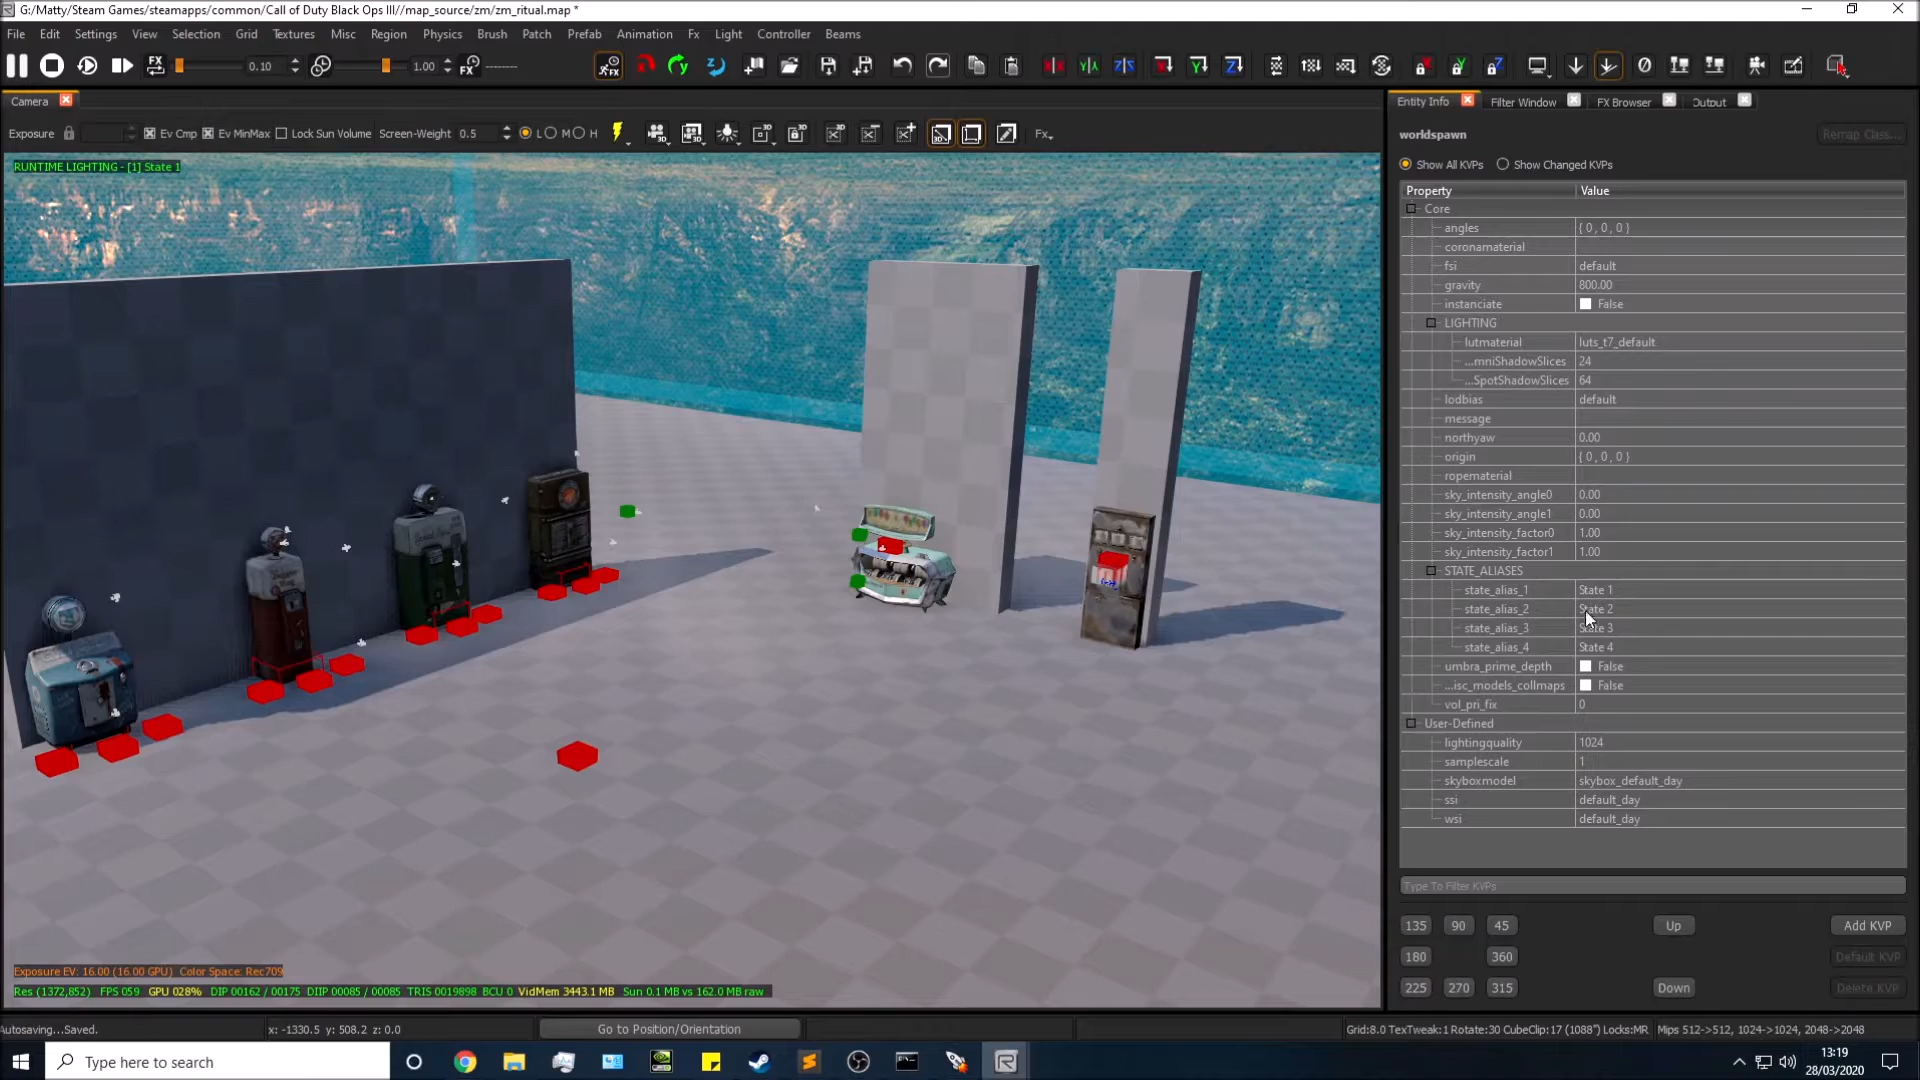 G:/Matty/Steam Games/steamapps/common/Call of Duty Black Ops III//map_source/zm/zm_ritual.map *
File Edit Settings View Selection Grid Textures Misc Region Physics Brush Patch Prefab Animation Fx Light Controller Beams
FX 0.10 1.00 FX --------
Camera
Exposure Ev Cmp Ev MinMax Lock Sun Volume Screen-Weight 0.5 L M H Fx
RUNTIME LIGHTING - [1] State 1
Entity Info Filter Window FX Browser Output
worldspawn Remap Class...
Show All KVPs Show Changed KVPs
Property Value
Core
angles { 0 , 0 , 0 }
coronamaterial
fsi default
gravity 800.00
instanciate False
LIGHTING
lutmaterial luts_t7_default
...mniShadowSlices 24
...SpotShadowSlices 64
lodbias default
message
northyaw 0.00
origin { 0 , 0 , 0 }
ropematerial
sky_intensity_angle0 0.00
sky_intensity_angle1 0.00
sky_intensity_factor0 1.00
sky_intensity_factor1 1.00
STATE_ALIASES
state_alias_1 State 1
state_alias_2 State 2
state_alias_3 State 3
state_alias_4 State 4
umbra_prime_depth False
...isc_models_collmaps False
vol_pri_fix 0
User-Defined
lightingquality 1024
samplescale 1
skyboxmodel skybox_default_day
ssi default_day
wsi default_day
Type To Filter KVPs
135 90 45 Up Add KVP
180 360 Default KVP
225 270 315 Down Delete KVP
Exposure EV: 16.00 (16.00 GPU) Color Space: Rec709
Res (1372,852) FPS 059 GPU 028% DIP 00162 / 00175 DIIP 00085 / 00085 TRIS 0019898 BCU 0 VidMem 3443.1 MB Sun 0.1 MB vs 162.0 MB raw
Autosaving...Saved. x: -1330.5 y: 508.2 z: 0.0 Go to Position/Orientation Grid:8.0 TexTweak:1 Rotate:30 CubeClip:17 (1088") Locks:MR Mips 512->512, 1024->1024, 2048->2048
Type here to search
13:19
28/03/2020